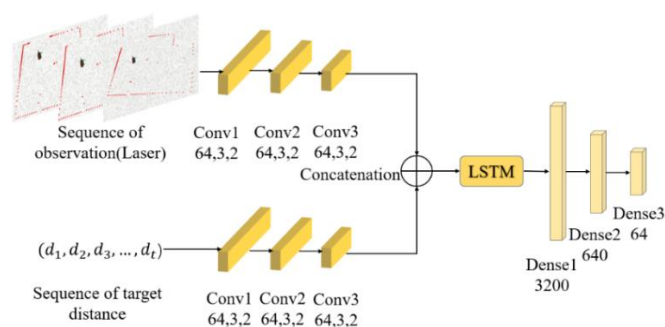 Sequence of
observation(Laser)
Conv1 Conv2 Conv3
64,3,2 64,3,2 64,3,2
Concatenation
LSTM
(d₁, d₂, d₃, ..., dₜ)
Sequence of target
distance
Conv1 Conv2 Conv3
64,3,2 64,3,2 64,3,2
Dense1
3200
Dense2
640
Dense3
64